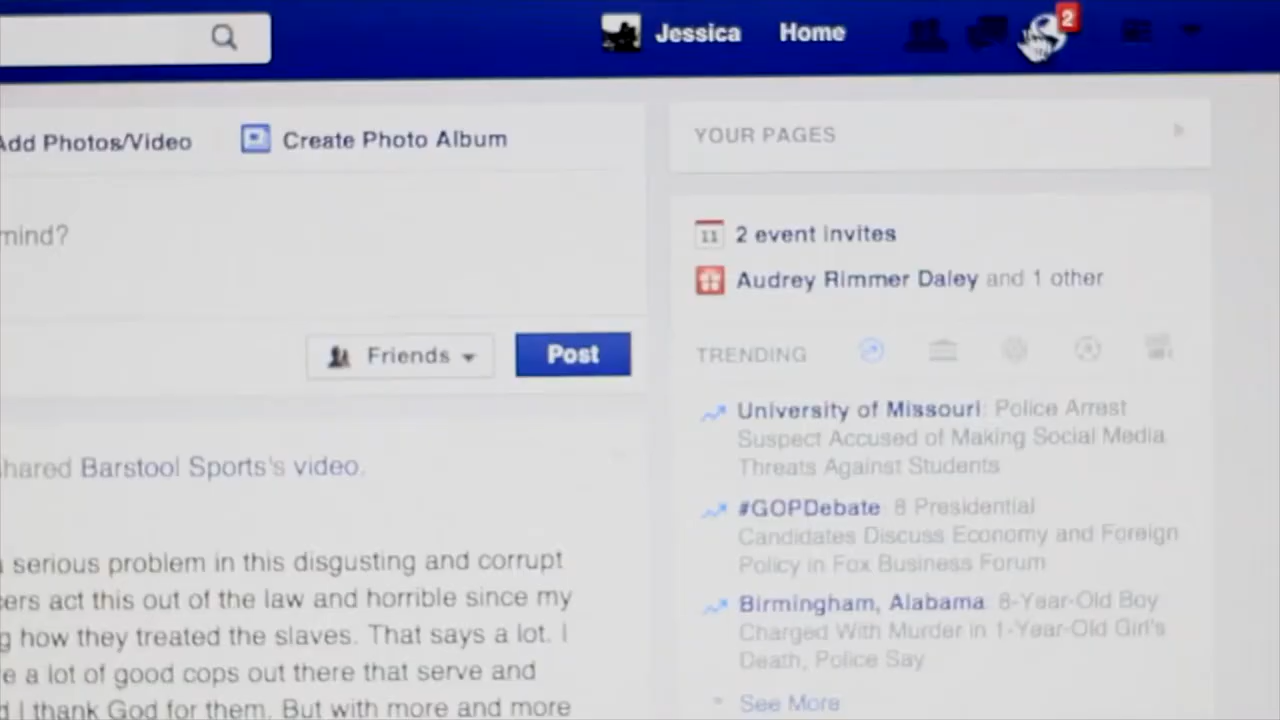 Jessica Home 2
Add Photos/Video Create Photo Album
mind?
Friends Post
shared Barstool Sports's video.
serious problem in this disgusting and corrupt
cers act this out of the law and horrible since my
g how they treated the slaves. That says a lot. I
e a lot of good cops out there that serve and
d I thank God for them. But with more and more
YOUR PAGES
11 2 event invites
Audrey Rimmer Daley and 1 other
TRENDING
University of Missouri: Police Arrest
Suspect Accused of Making Social Media
Threats Against Students
#GOPDebate: 8 Presidential
Candidates Discuss Economy and Foreign
Policy in Fox Business Forum
Birmingham, Alabama: 8-Year-Old Boy
Charged With Murder in 1-Year-Old Girl's
Death, Police Say
See More